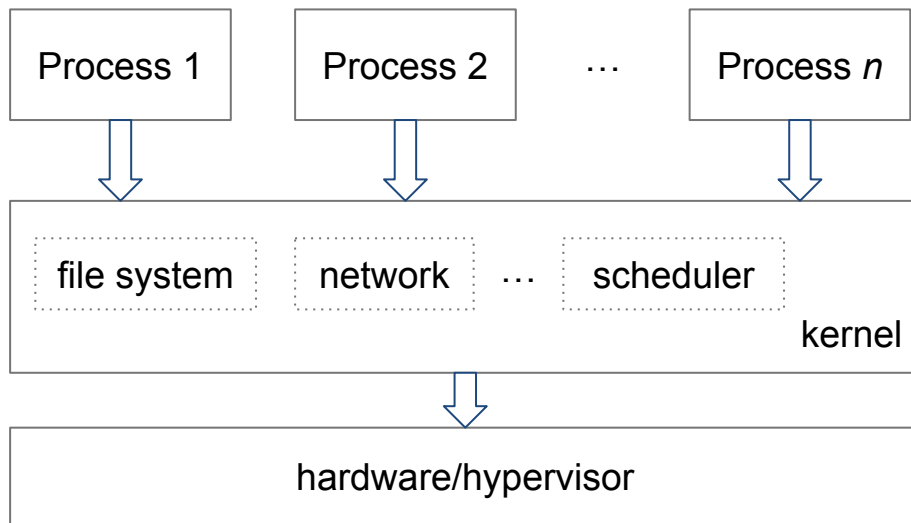 Process 1
Process 2
...
Process n
file system
network
...
scheduler
kernel
hardware/hypervisor